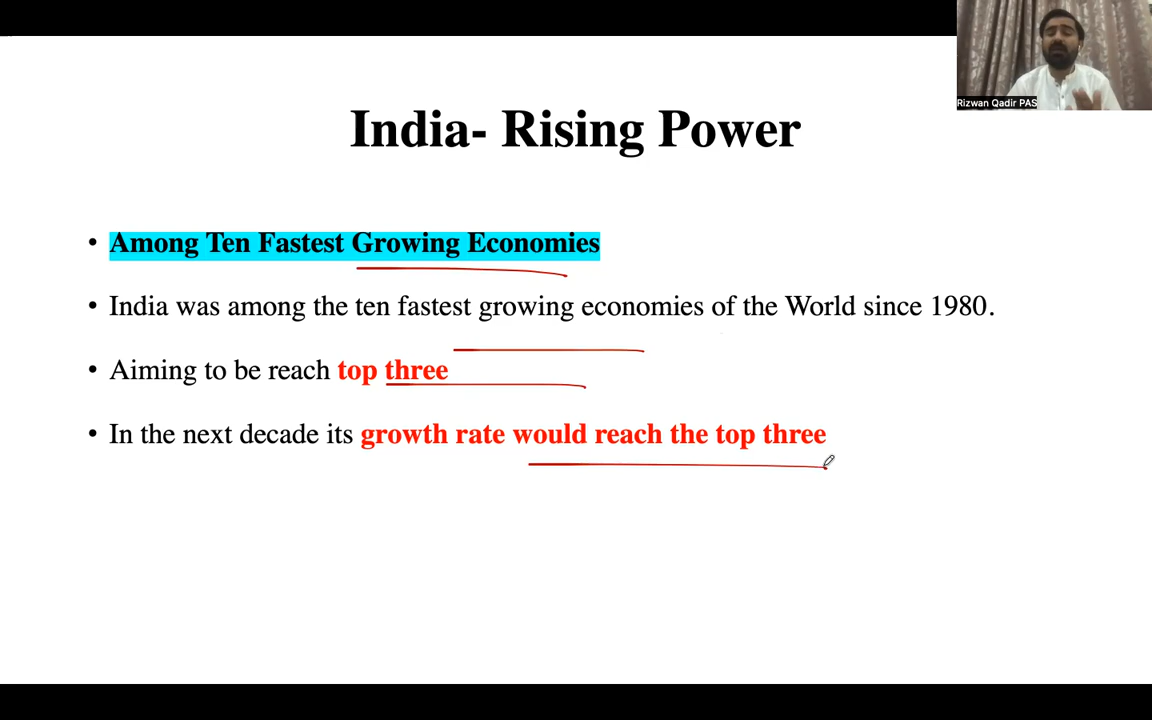 Rizwan Qadir PAS
India- Rising Power
• Among Ten Fastest Growing Economies
• India was among the ten fastest growing economies of the World since 1980.
• Aiming to be reach top three
• In the next decade its growth rate would reach the top three